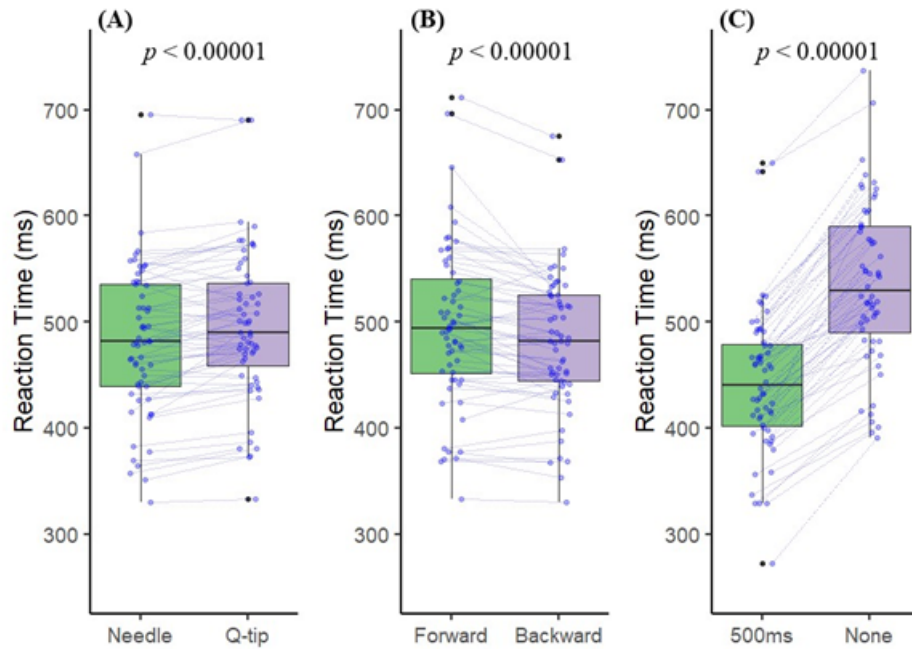 (A)
p < 0.00001
Reaction Time (ms)
700
600
500
400
300
Needle Q-tip
(B)
p < 0.00001
Reaction Time (ms)
700
600
500
400
300
Forward Backward
(C)
p < 0.00001
Reaction Time (ms)
700
600
500
400
300
500ms None